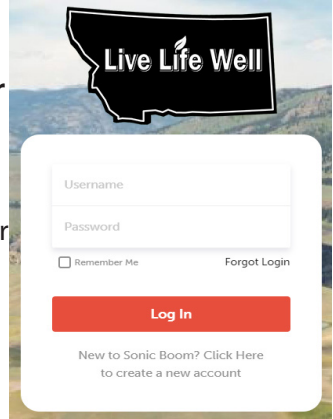 Live Life Well
r
Username
Password
r
Remember Me
Forgot Login
Log In
New to Sonic Boom? Click Here
to create a new account